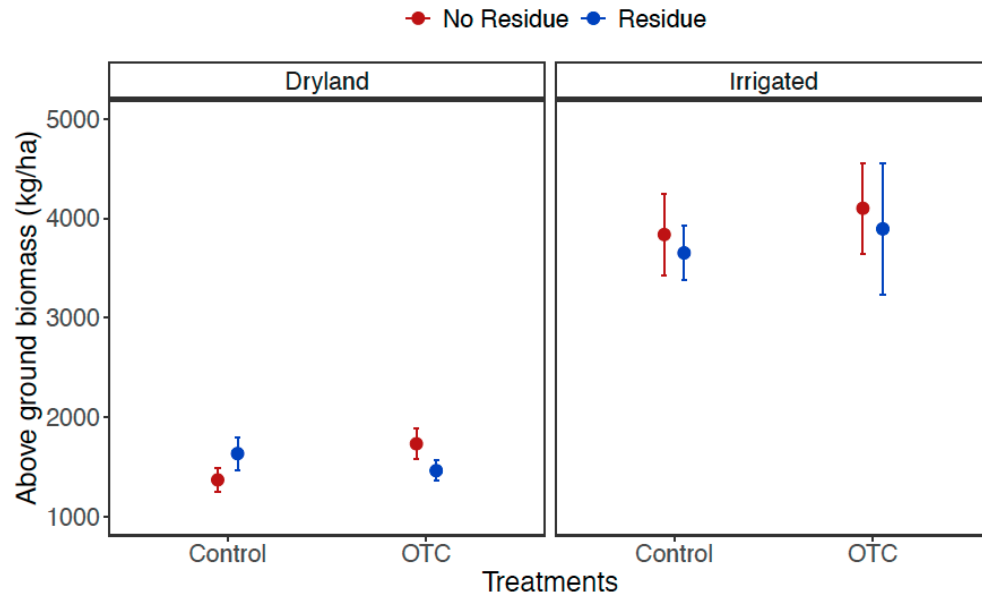 No Residue Residue
Dryland Irrigated
Above ground biomass (kg/ha)
5000
4000
3000
2000
1000
Control OTC Control OTC
Treatments